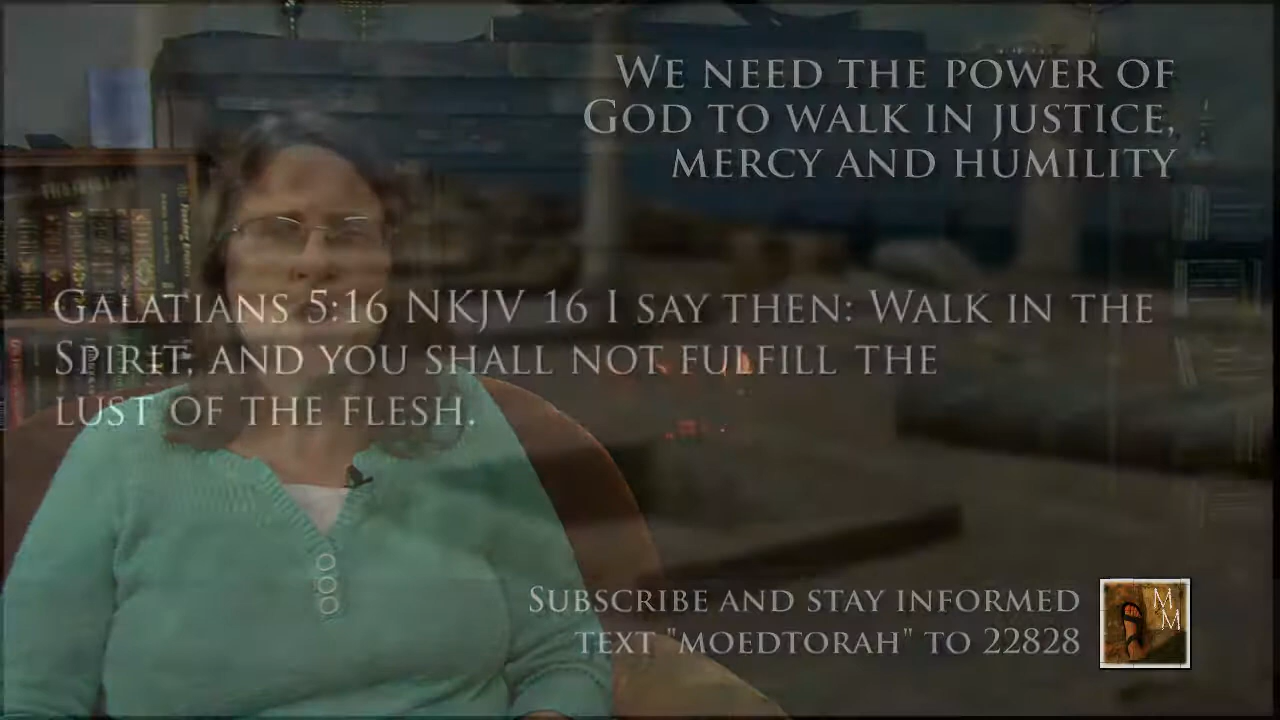 We need the power of
God to walk in justice,
mercy and humility
Galatians 5:16 NKJV 16 I say then: Walk in the
Spirit, and you shall not fulfill the
lust of the flesh.
Subscribe and stay informed
text "moedtorah" to 22828
M
M